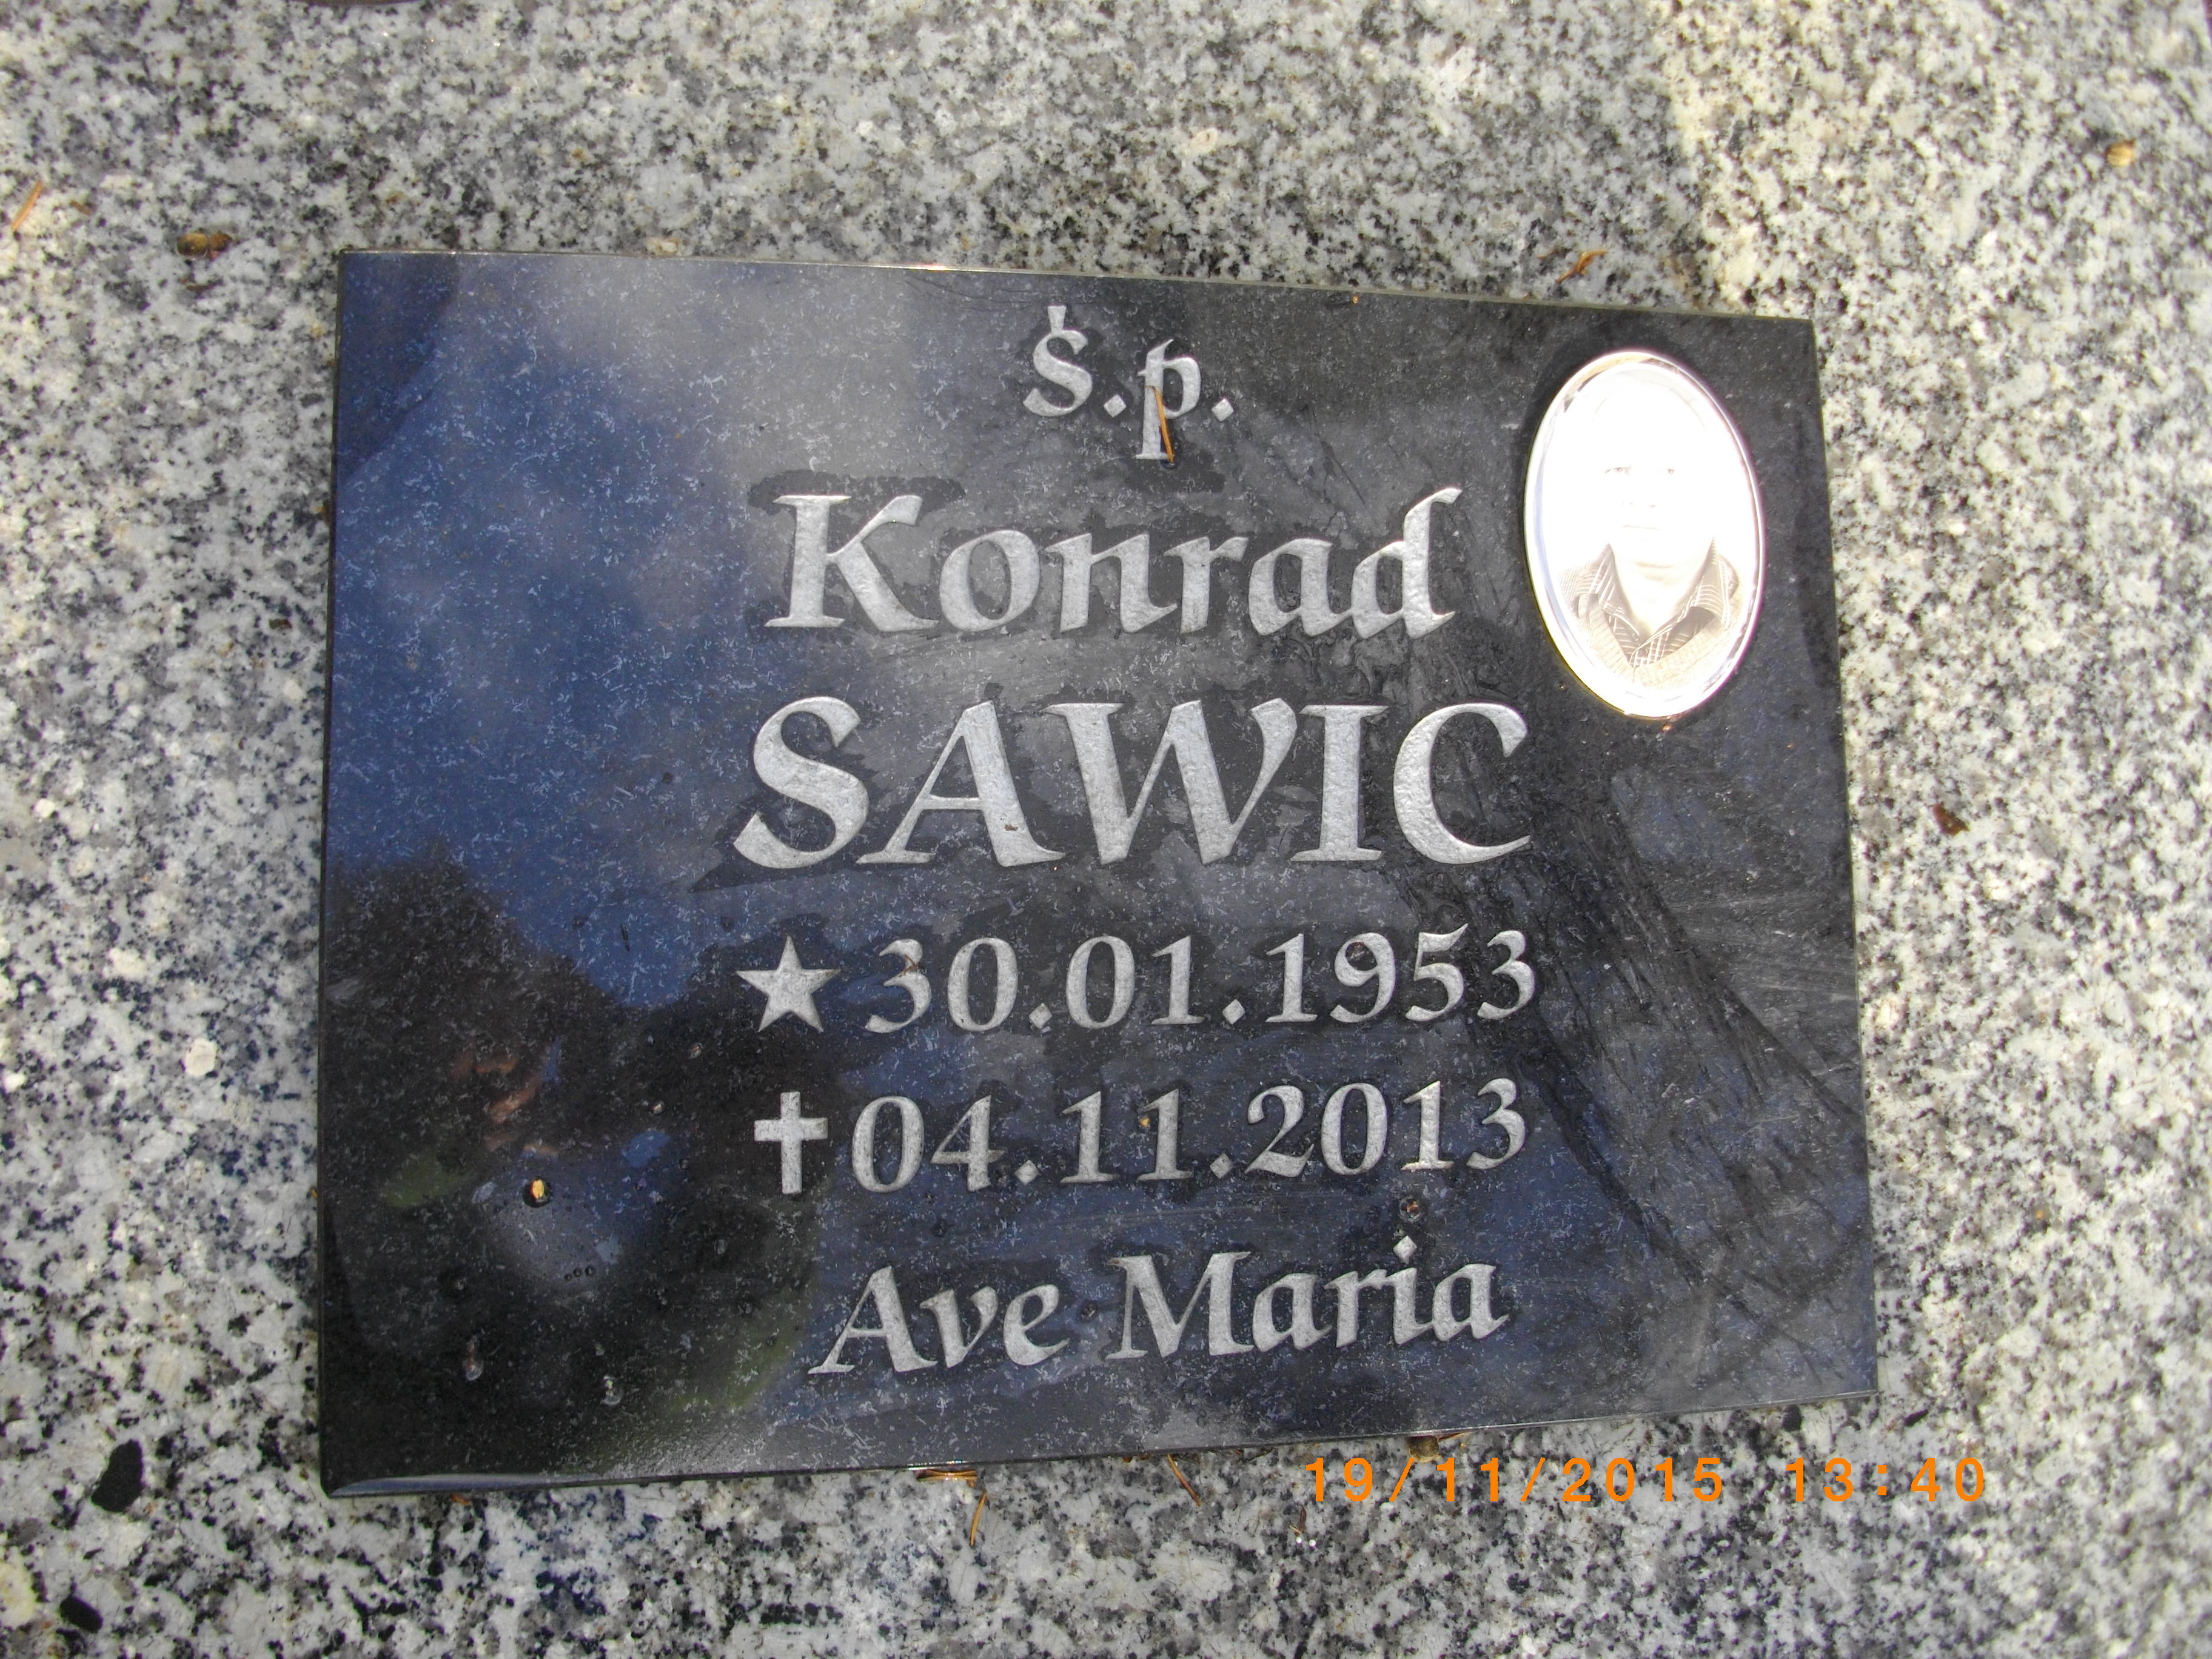 Ś.p.
Konrad
SAWIC
★30.01.1953
✝04.11.2013
Ave Maria
19/11/2015 13:40